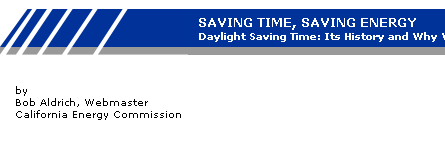 SAVING TIME, SAVING ENERGY
Daylight Saving Time: Its History and Why
by
Bob Aldrich, Webmaster
California Energy Commission